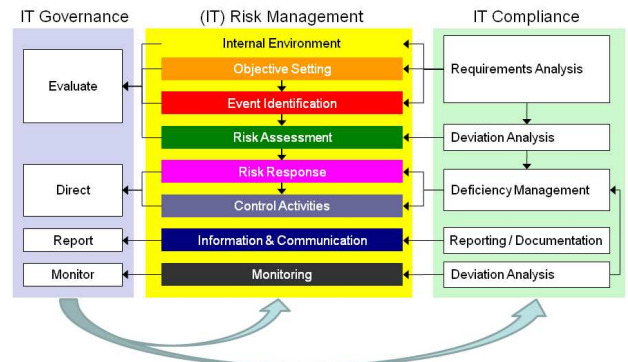 IT Governance
(IT) Risk Management
IT Compliance
Evaluate
Direct
Report
Monitor
Internal Environment
Objective Setting
Event Identification
Risk Assessment
Risk Response
Control Activities
Information & Communication
Monitoring
Requirements Analysis
Deviation Analysis
Deficiency Management
Reporting / Documentation
Deviation Analysis